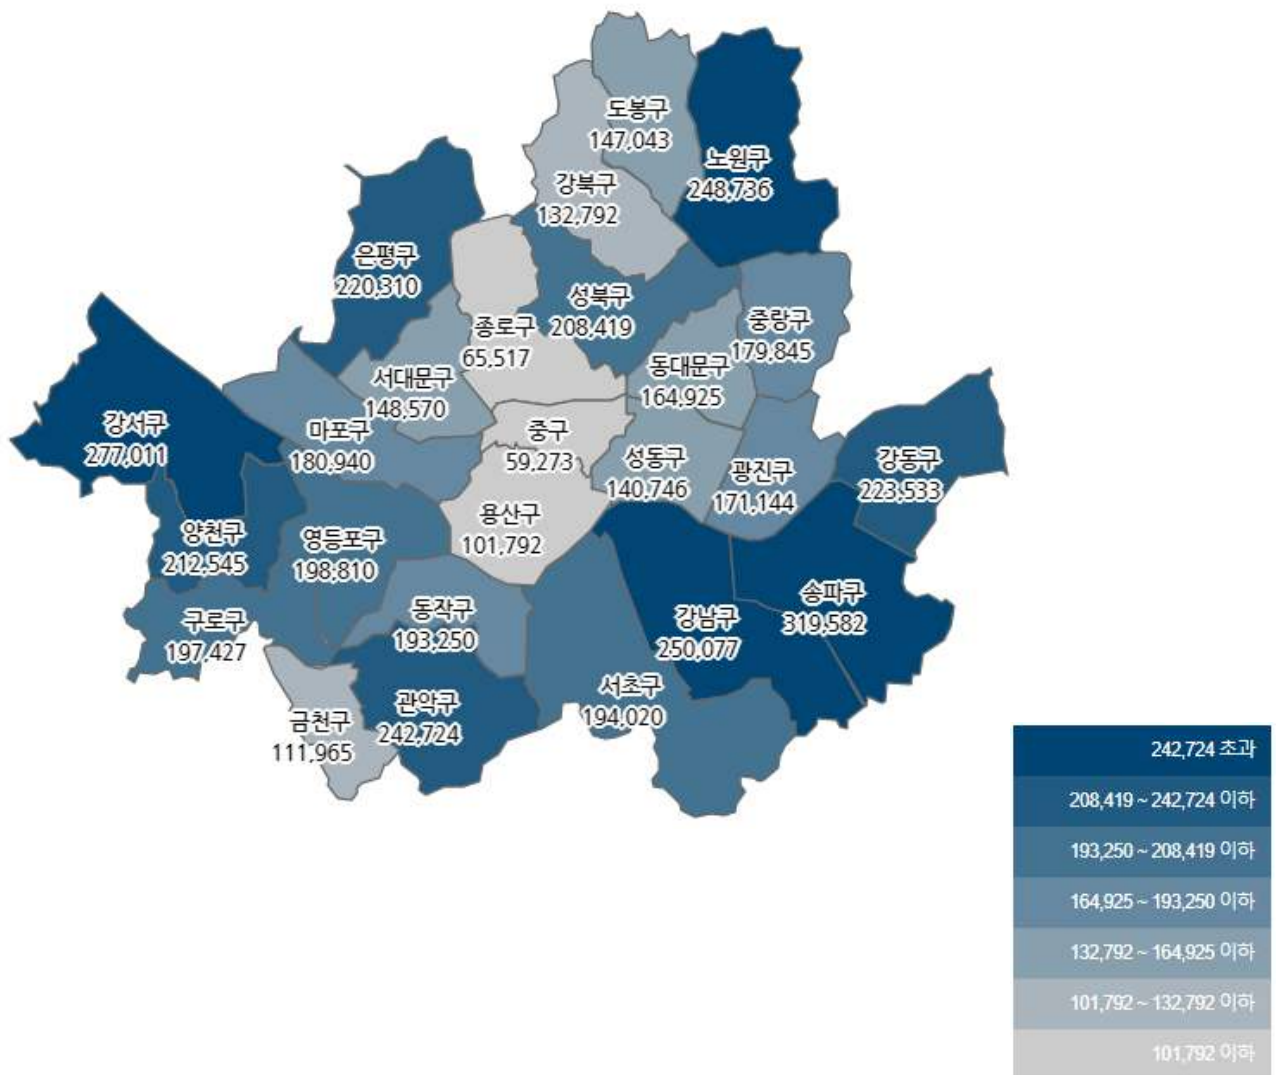 도봉구
147,043
노원구
248,736
강북구
132,792
은평구
220,310
성북구
208,419
중랑구
179,845
종로구
65,517
동대문구
164,925
서대문구
148,570
강서구
277,011
마포구
180,940
중구
59,273
성동구
140,746
광진구
171,144
강동구
223,533
용산구
101,792
양천구
212,545
영등포구
198,810
송파구
319,582
구로구
197,427
동작구
193,250
강남구
250,077
서초구
194,020
관악구
242,724
금천구
111,965
242,724 초과
208,419 ~ 242,724 이하
193,250 ~ 208,419 이하
164,925 ~ 193,250 이하
132,792 ~ 164,925 이하
101,792 ~ 132,792 이하
101,792 이하